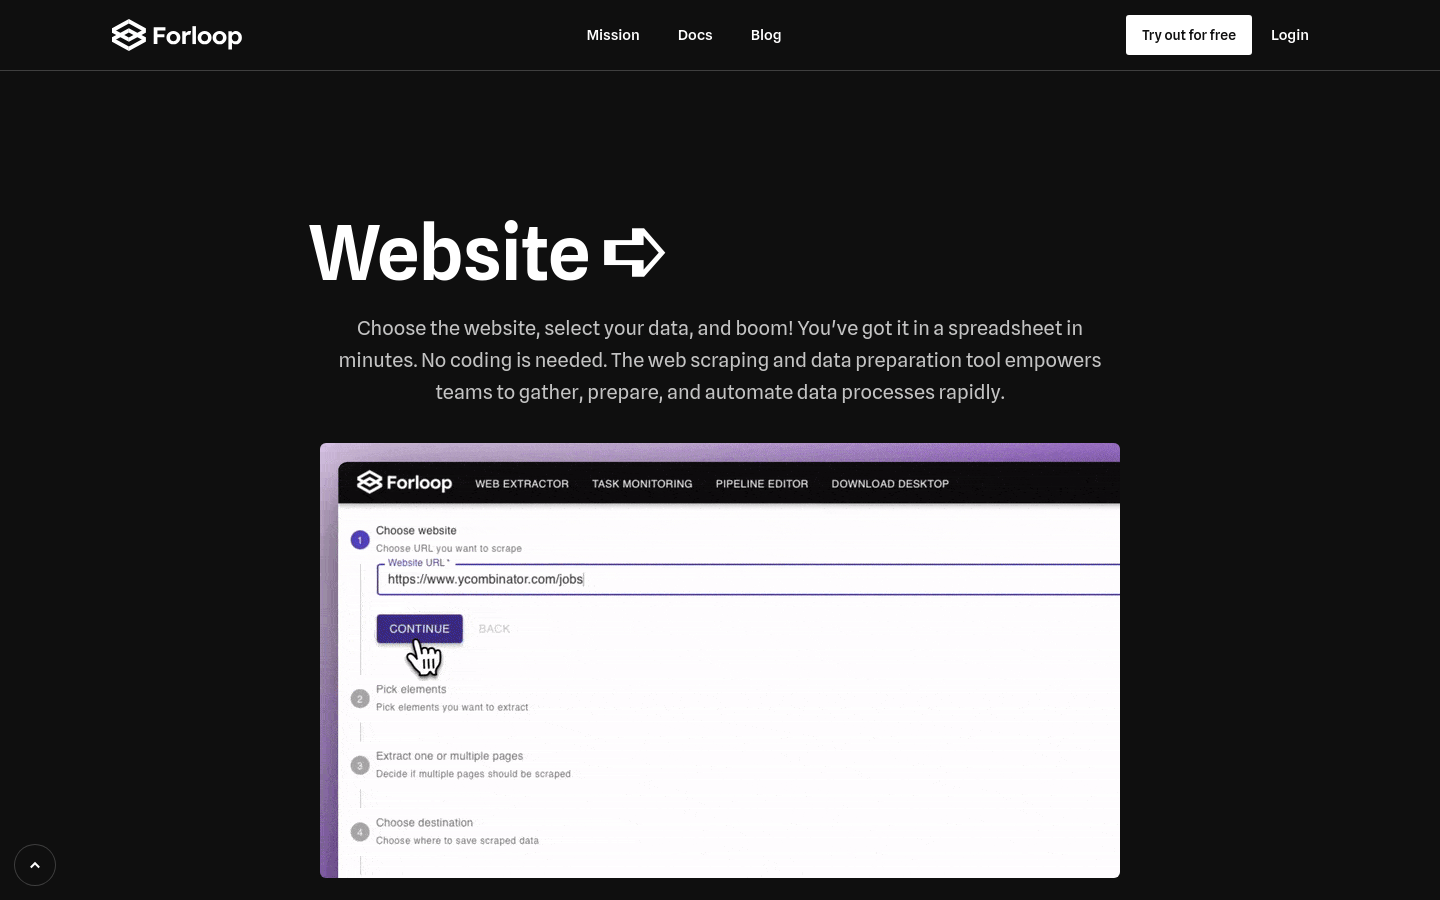 Forloop
Mission
Docs
Blog
Try out for free
Login
Website ➩
Choose the website, select your data, and boom! You've got it in a spreadsheet in
minutes. No coding is needed. The web scraping and data preparation tool empowers
teams to gather, prepare, and automate data processes rapidly.
Forloop
WEB EXTRACTOR
TASK MONITORING
PIPELINE EDITOR
DOWNLOAD DESKTOP
1
Choose website
Choose URL you want to scrape
Website URL *
https://www.ycombinator.com/jobs
CONTINUE
BACK
2
Pick elements
Pick elements you want to extract
3
Extract one or multiple pages
Decide if multiple pages should be scraped
4
Choose destination
Choose where to save scraped data